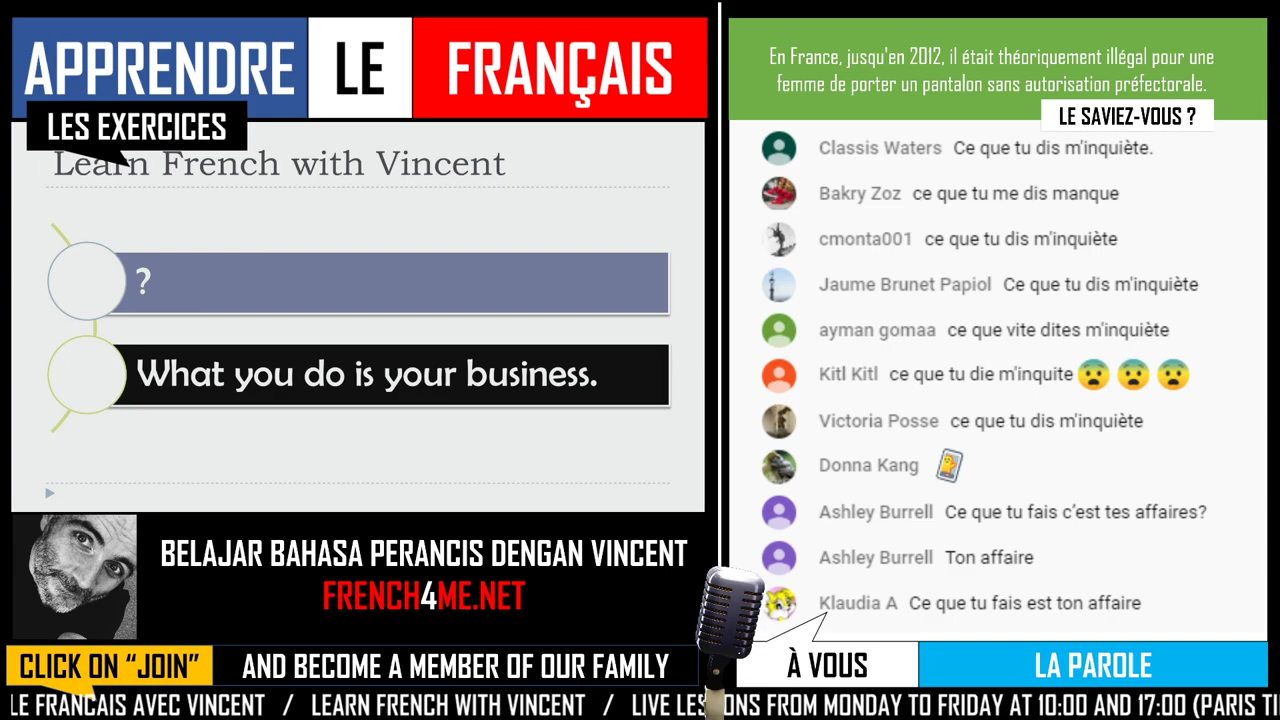 APPRENDRE LE FRANÇAIS
LES EXERCICES
Learn French with Vincent
?
What you do is your business.
BELAJAR BAHASA PERANCIS DENGAN VINCENT
FRENCH4ME.NET
CLICK ON “JOIN”
AND BECOME A MEMBER OF OUR FAMILY
En France, jusqu'en 2012, il était théoriquement illégal pour une
femme de porter un pantalon sans autorisation préfectorale.
LE SAVIEZ-VOUS ?
Classis Waters Ce que tu dis m'inquiète.
Bakry Zoz ce que tu me dis manque
cmonta001 ce que tu dis m'inquiète
Jaume Brunet Papiol Ce que tu dis m'inquiète
ayman gomaa ce que vite dites m'inquiète
Kitl Kitl ce que tu die m'inquite 😨 😨 😨
Victoria Posse ce que tu dis m'inquiète
Donna Kang
Ashley Burrell Ce que tu fais c’est tes affaires?
Ashley Burrell Ton affaire
Klaudia A Ce que tu fais est ton affaire
À VOUS
LA PAROLE
LE FRANCAIS AVEC VINCENT / LEARN FRENCH WITH VINCENT / LIVE LESSONS FROM MONDAY TO FRIDAY AT 10:00 AND 17:00 (PARIS TI